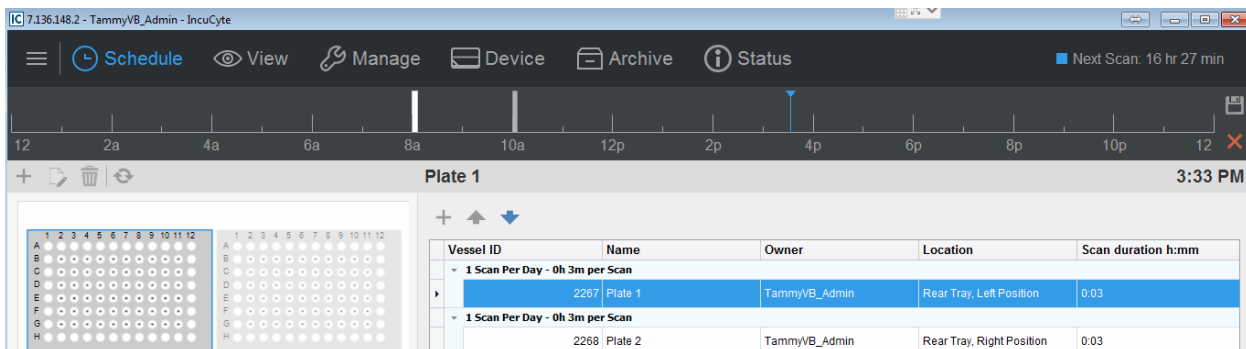 IC 7.136.148.2 - TammyVB_Admin - IncuCyte
Schedule View Manage Device Archive Status Next Scan: 16 hr 27 min
12 2a 4a 6a 8a 10a 12p 2p 4p 6p 8p 10p 12
Plate 1 3:33 PM
1 2 3 4 5 6 7 8 9 10 11 12 1 2 3 4 5 6 7 8 9 10 11 12
A A
B B
C C
D D
E E
F F
G G
H H
Vessel ID Name Owner Location Scan duration h:mm
1 Scan Per Day - 0h 3m per Scan
2267 Plate 1 TammyVB_Admin Rear Tray, Left Position 0:03
1 Scan Per Day - 0h 3m per Scan
2268 Plate 2 TammyVB_Admin Rear Tray, Right Position 0:03